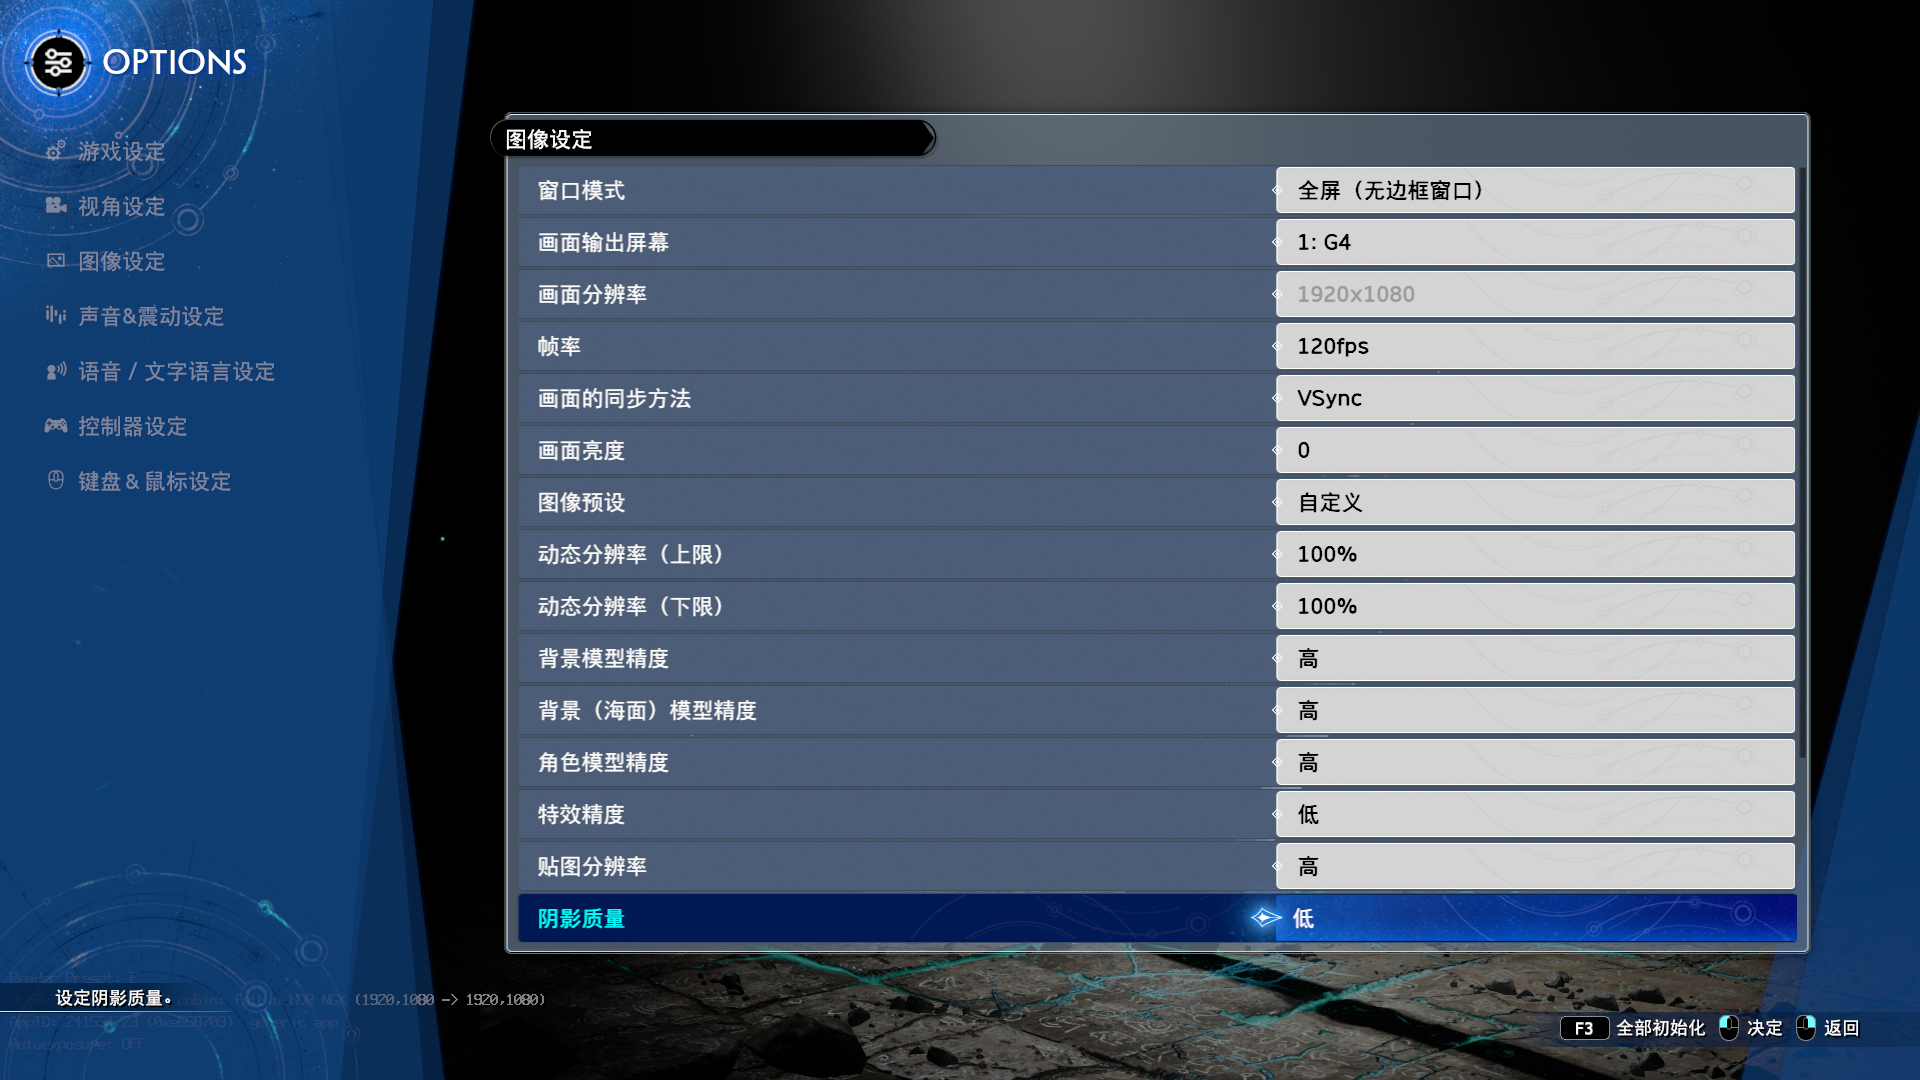 OPTIONS
游戏设定
视角设定
图像设定
声音&震动设定
语音 / 文字语言设定
控制器设定
键盘&鼠标设定
图像设定
窗口模式 全屏（无边框窗口）
画面输出屏幕 1: G4
画面分辨率 1920x1080
帧率 120fps
画面的同步方法 VSync
画面亮度 0
图像预设 自定义
动态分辨率（上限） 100%
动态分辨率（下限） 100%
背景模型精度 高
背景（海面）模型精度 高
角色模型精度 高
特效精度 低
贴图分辨率 高
阴影质量 低
Render Preset:
设定阴影质量。
(1920,1080 -> 1920,1080)
generic app
Autoexposure: OFF
F3 全部初始化 决定 返回